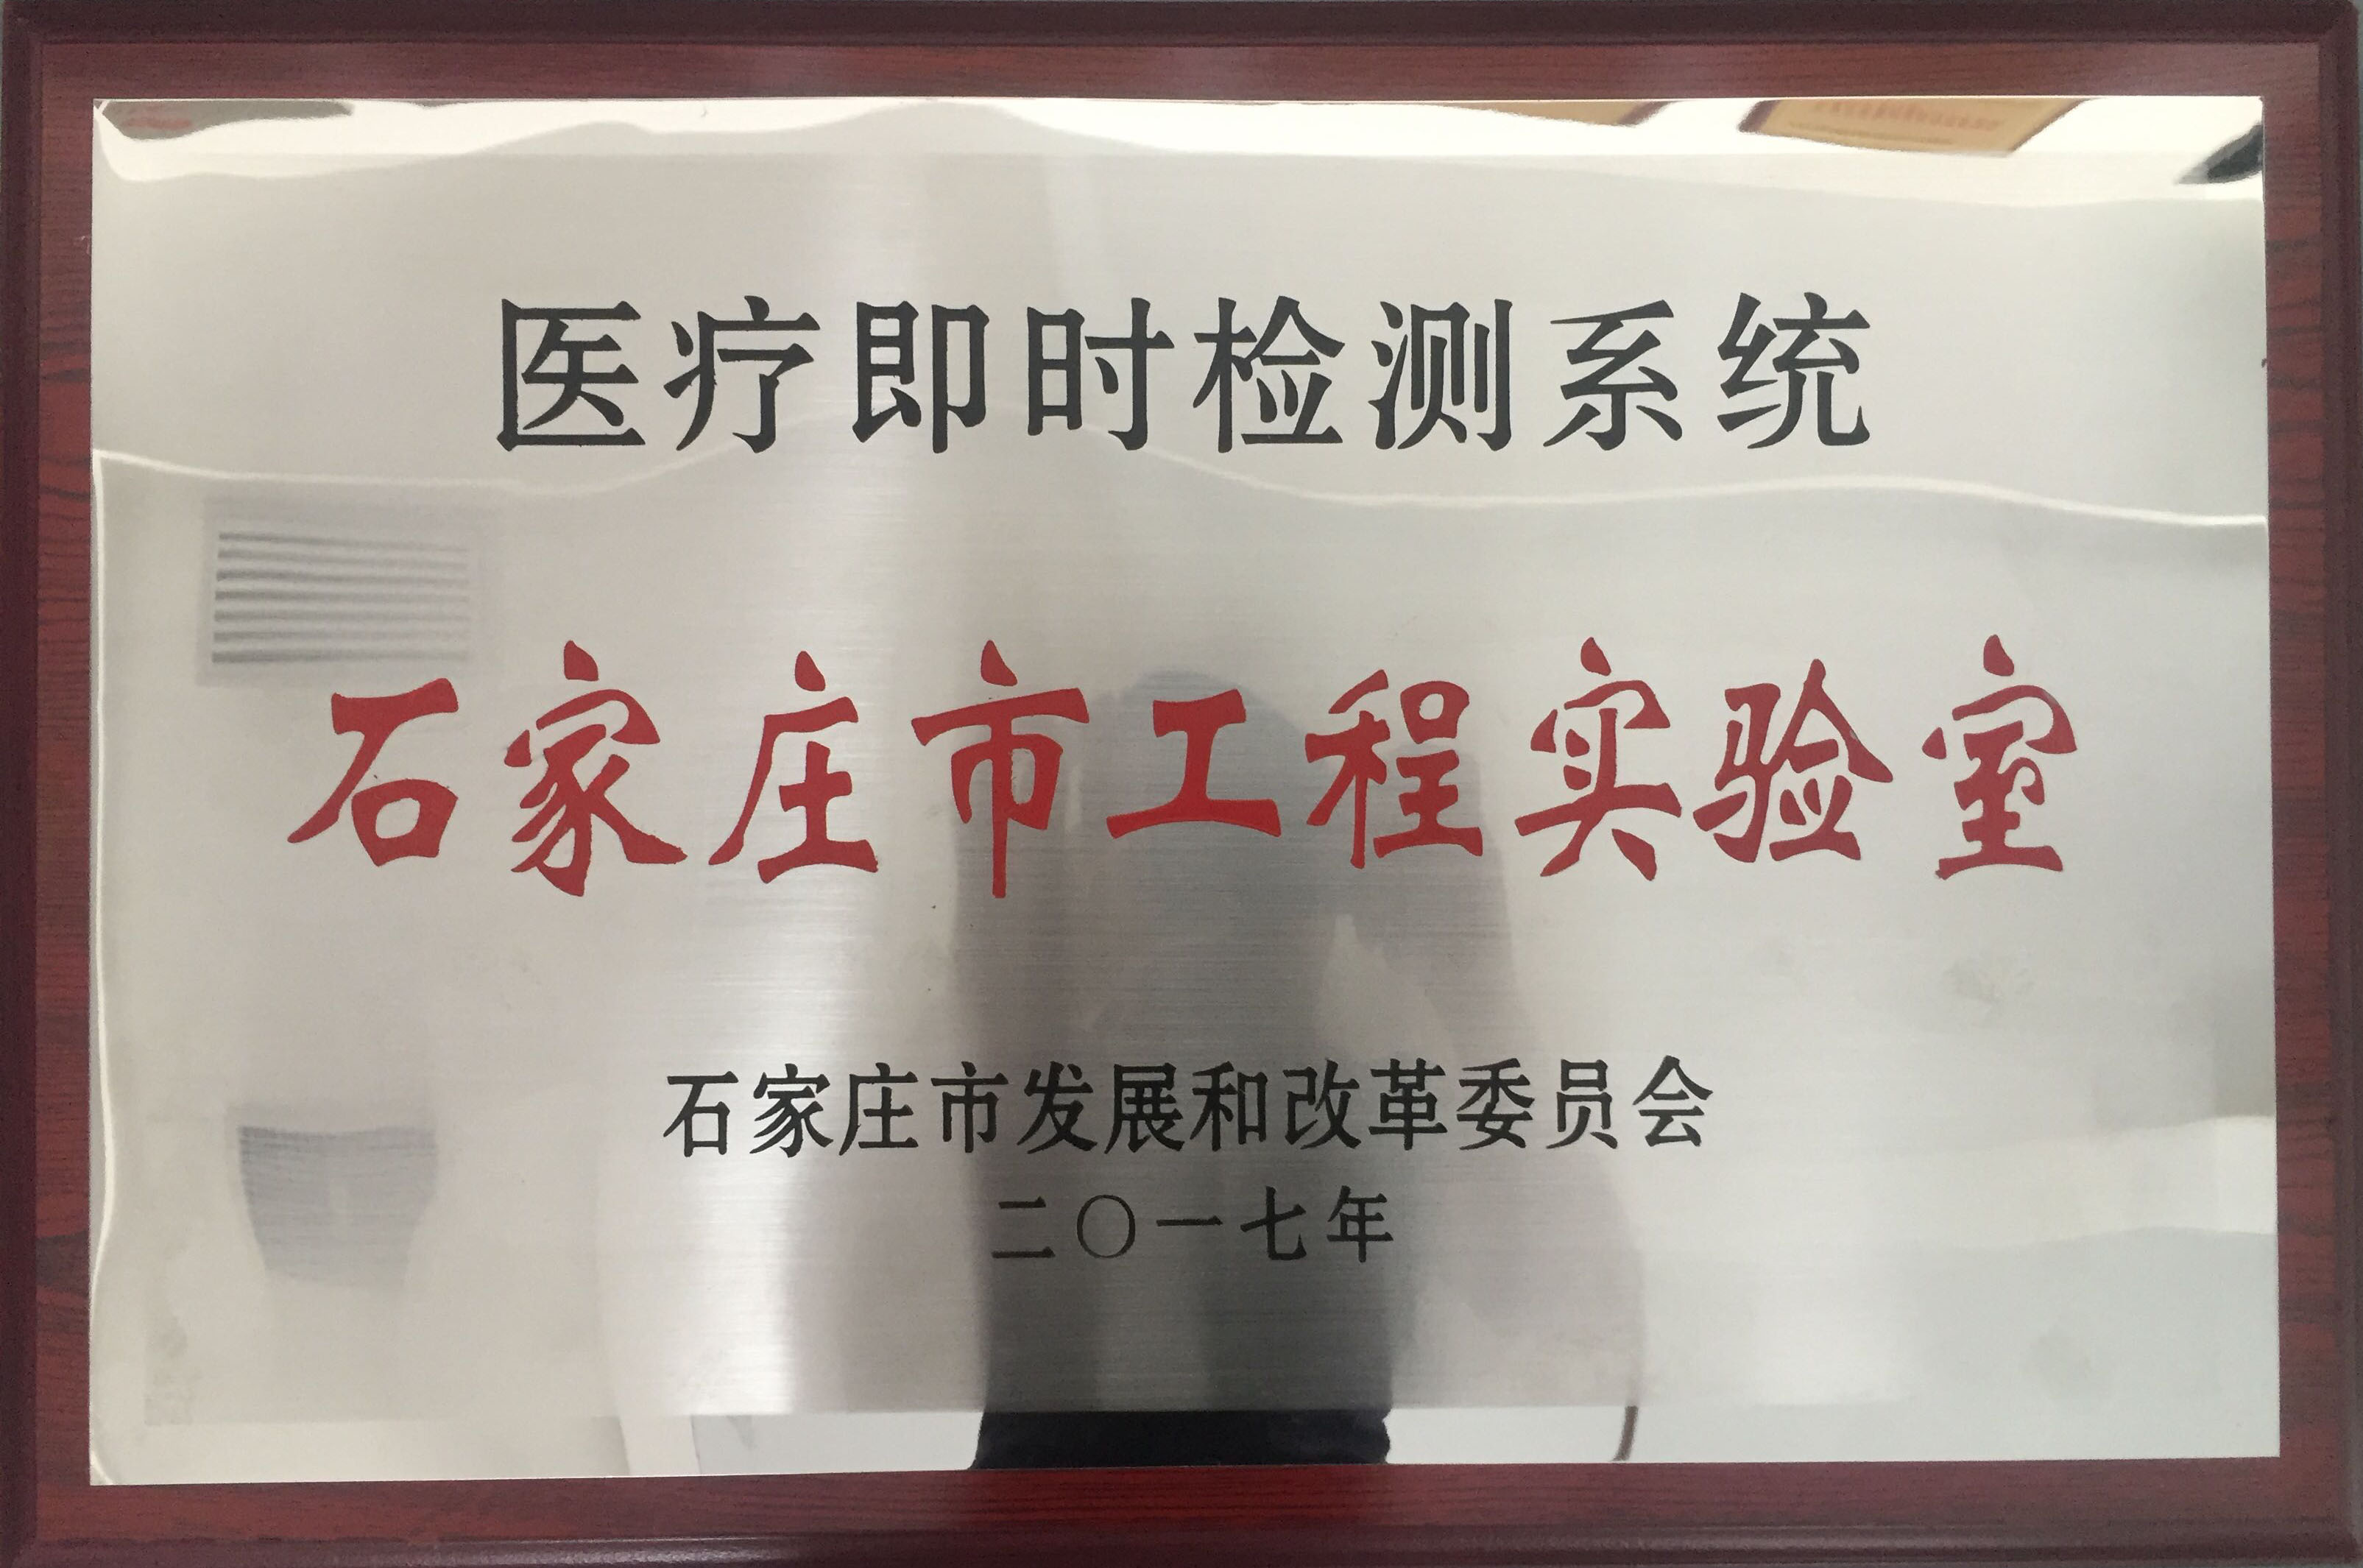 医疗即时检测系统
石家庄市工程实验室
石家庄市发展和改革委员会
二〇一七年